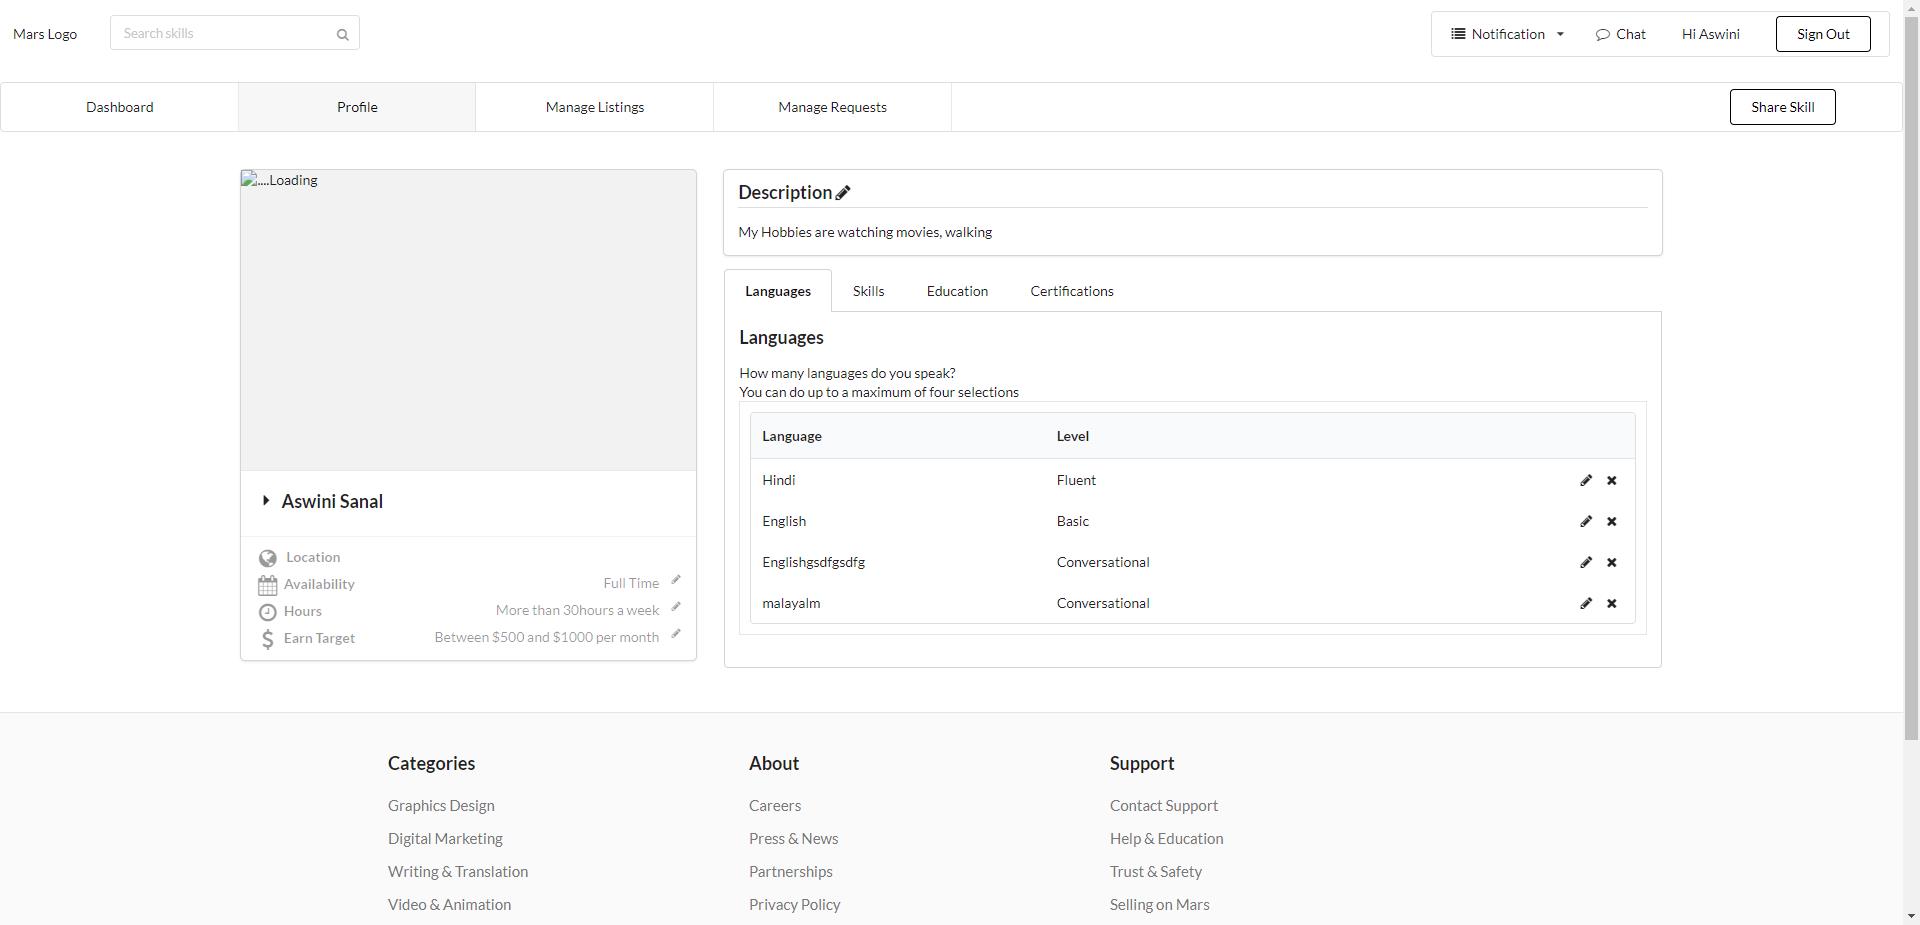 Mars Logo
Search skills
Notification
Chat
Hi Aswini
Sign Out
Dashboard
Profile
Manage Listings
Manage Requests
Share Skill
....Loading
Aswini Sanal
Location
Availability Full Time
Hours More than 30hours a week
Earn Target Between $500 and $1000 per month
Description
My Hobbies are watching movies, walking
Languages Skills Education Certifications
Languages
How many languages do you speak?
You can do up to a maximum of four selections
Language Level
Hindi Fluent
English Basic
Englishgsdfgsdfg Conversational
malayalm Conversational
Categories
Graphics Design
Digital Marketing
Writing & Translation
Video & Animation
About
Careers
Press & News
Partnerships
Privacy Policy
Support
Contact Support
Help & Education
Trust & Safety
Selling on Mars